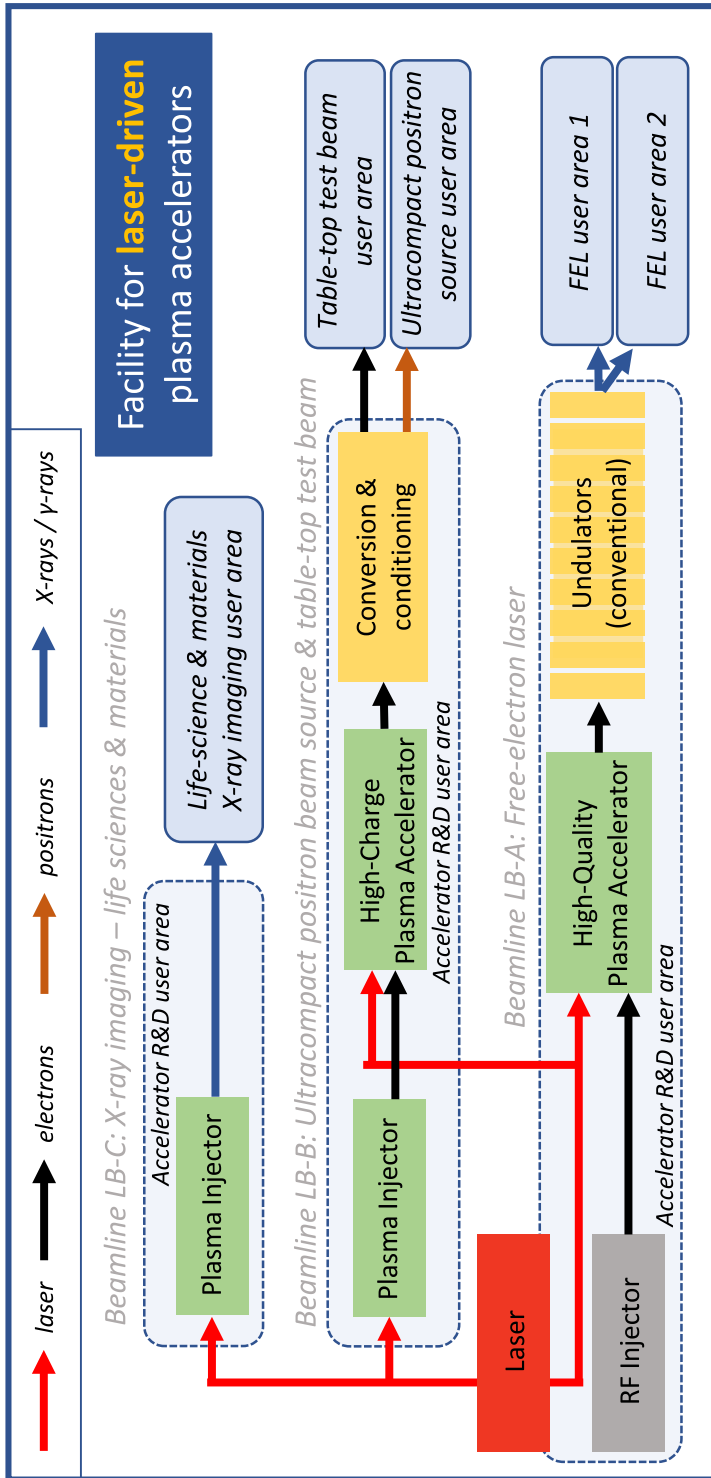 laser
electrons
positrons
X-rays / γ-rays
Facility for laser-driven
plasma accelerators
Beamline LB-C: X-ray imaging – life sciences & materials
Accelerator R&D user area
Plasma Injector
Life-science & materials
X-ray imaging user area
Beamline LB-B: Ultracompact positron beam source & table-top test beam
Plasma Injector
High-Charge
Plasma Accelerator
Accelerator R&D user area
Conversion &
conditioning
Table-top test beam
user area
Ultracompact positron
source user area
Laser
Beamline LB-A: Free-electron laser
RF Injector
Accelerator R&D user area
High-Quality
Plasma Accelerator
Undulators
(conventional)
FEL user area 1
FEL user area 2